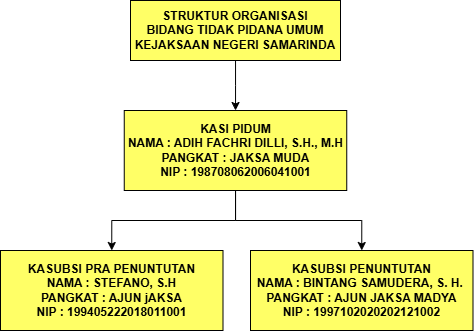 STRUKTUR ORGANISASI
BIDANG TIDAK PIDANA UMUM
KEJAKSAAN NEGERI SAMARINDA
KASI PIDUM
NAMA : ADIH FACHRI DILLI, S.H., M.H
PANGKAT : JAKSA MUDA
NIP : 198708062006041001
KASUBSI PRA PENUNTUTAN
NAMA : STEFANO, S.H
PANGKAT : AJUN jAKSA
NIP : 199405222018011001
KASUBSI PENUNTUTAN
NAMA : BINTANG SAMUDERA, S. H.
PANGKAT : AJUN JAKSA MADYA
NIP : 1997102020202121002